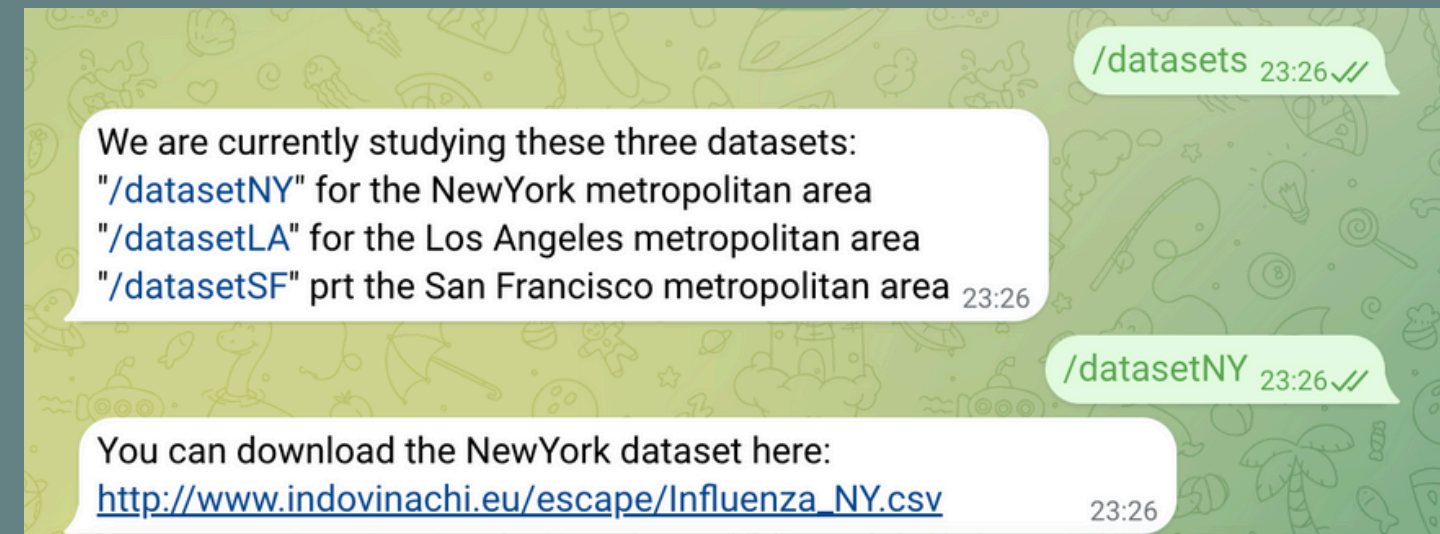 /datasets 23:26
We are currently studying these three datasets:
"/datasetNY" for the NewYork metropolitan area
"/datasetLA" for the Los Angeles metropolitan area
"/datasetSF" prt the San Francisco metropolitan area 23:26
/datasetNY 23:26
You can download the NewYork dataset here:
http://www.indovinachi.eu/escape/Influenza_NY.csv 23:26